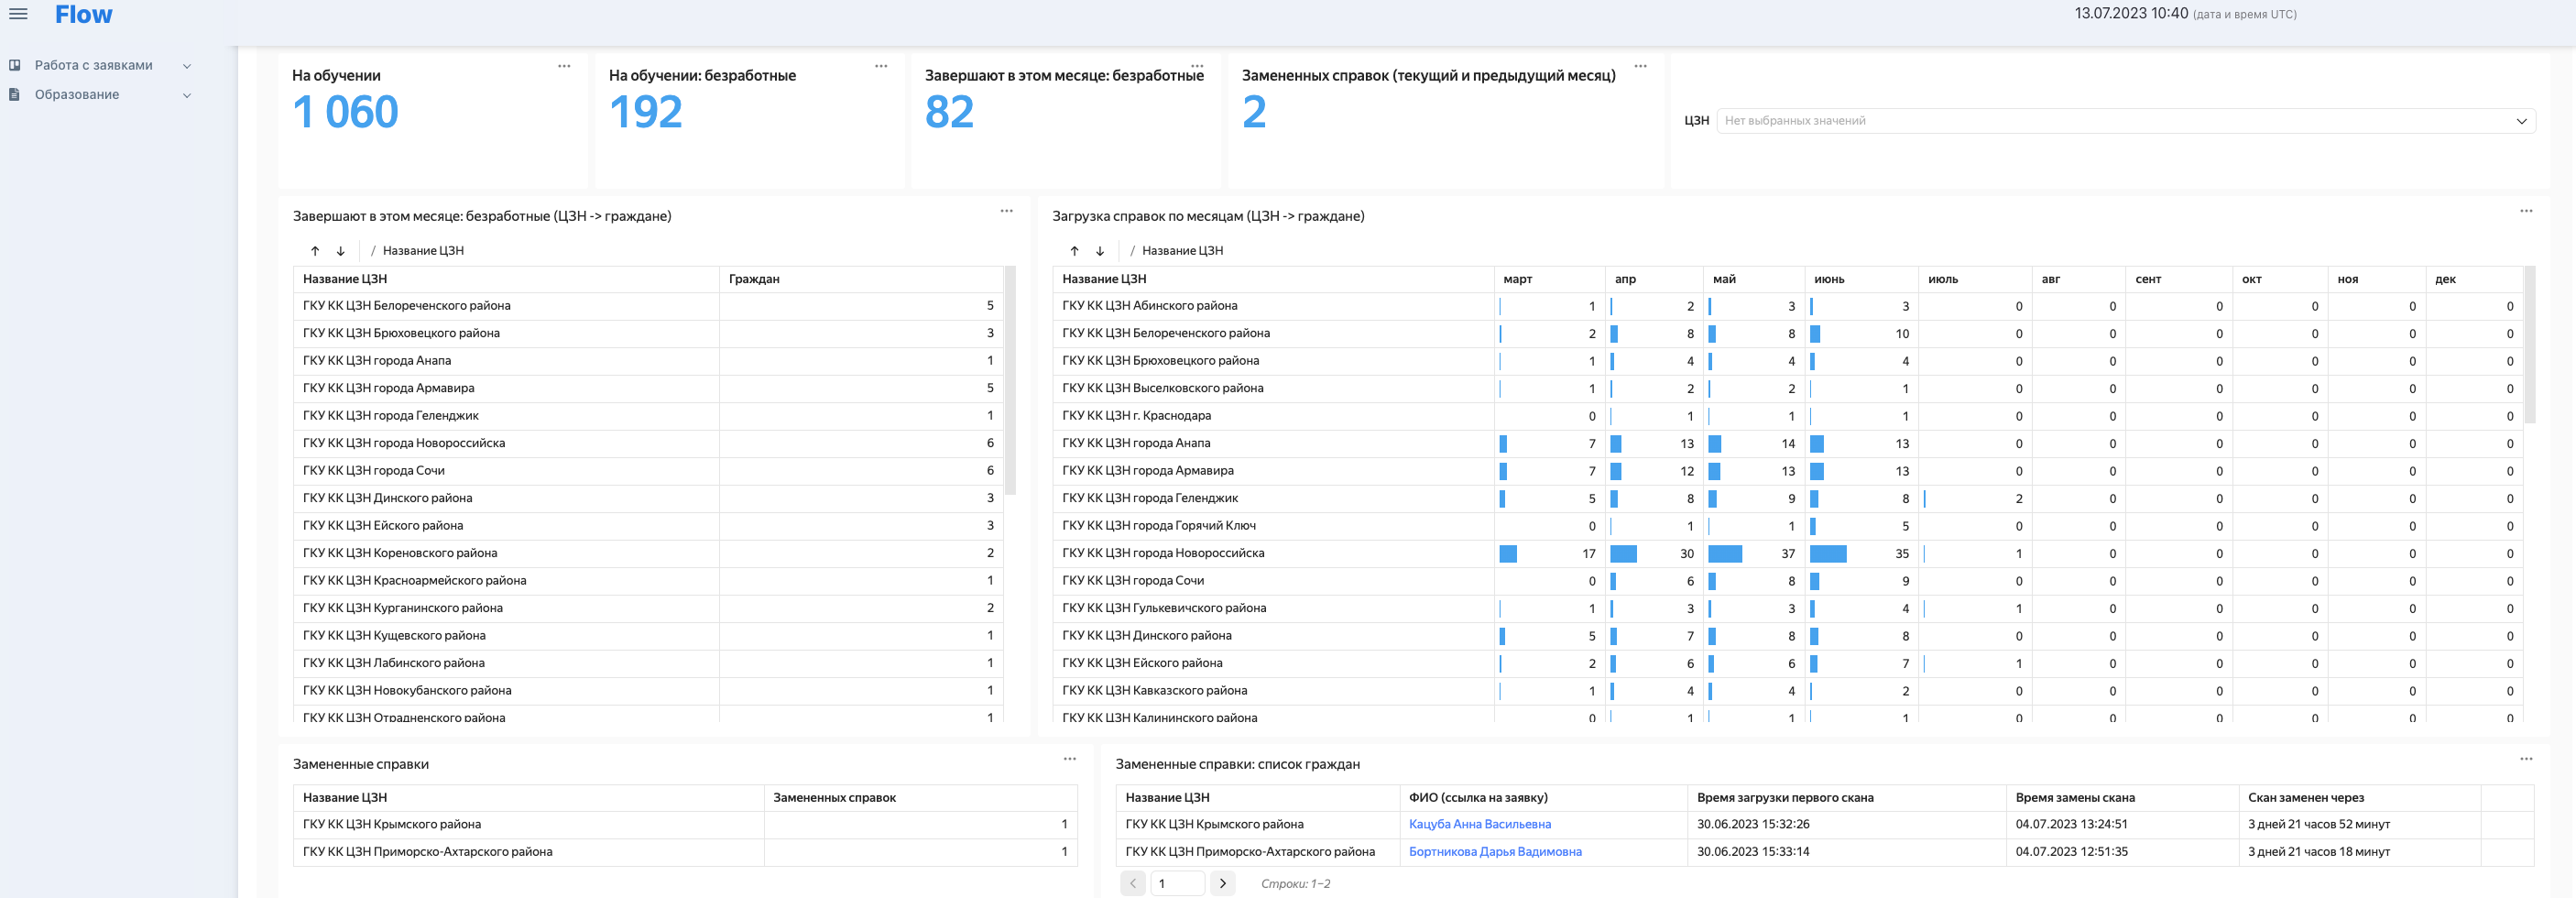 Flow
13.07.2023 10:40 (дата и время UTC)
Работа с заявками
Образование
На обучении
1 060
На обучении: безработные
192
Завершают в этом месяце: безработные
82
Замененных справок (текущий и предыдущий месяц)
2
ЦЗН Нет выбранных значений
Завершают в этом месяце: безработные (ЦЗН -> граждане)
/ Название ЦЗН
Название ЦЗН Граждан
ГКУ КК ЦЗН Белореченского района 5
ГКУ КК ЦЗН Брюховецкого района 3
ГКУ КК ЦЗН города Анапа 1
ГКУ КК ЦЗН города Армавира 5
ГКУ КК ЦЗН города Геленджик 1
ГКУ КК ЦЗН города Новороссийска 6
ГКУ КК ЦЗН города Сочи 6
ГКУ КК ЦЗН Динского района 3
ГКУ КК ЦЗН Ейского района 3
ГКУ КК ЦЗН Кореновского района 2
ГКУ КК ЦЗН Красноармейского района 1
ГКУ КК ЦЗН Курганинского района 2
ГКУ КК ЦЗН Кущевского района 1
ГКУ КК ЦЗН Лабинского района 1
ГКУ КК ЦЗН Новокубанского района 1
ГКУ КК ЦЗН Отрадненского района 1
Загрузка справок по месяцам (ЦЗН -> граждане)
/ Название ЦЗН
Название ЦЗН март апр май июнь июль авг сент окт ноя дек
ГКУ КК ЦЗН Абинского района 1 2 3 3 0 0 0 0 0 0
ГКУ КК ЦЗН Белореченского района 2 8 8 10 0 0 0 0 0 0
ГКУ КК ЦЗН Брюховецкого района 1 4 4 4 0 0 0 0 0 0
ГКУ КК ЦЗН Выселковского района 1 2 2 1 0 0 0 0 0 0
ГКУ КК ЦЗН г. Краснодара 0 1 1 1 0 0 0 0 0 0
ГКУ КК ЦЗН города Анапа 7 13 14 13 0 0 0 0 0 0
ГКУ КК ЦЗН города Армавира 7 12 13 13 0 0 0 0 0 0
ГКУ КК ЦЗН города Геленджик 5 8 9 8 2 0 0 0 0 0
ГКУ КК ЦЗН города Горячий Ключ 0 1 1 5 0 0 0 0 0 0
ГКУ КК ЦЗН города Новороссийска 17 30 37 35 1 0 0 0 0 0
ГКУ КК ЦЗН города Сочи 0 6 8 9 0 0 0 0 0 0
ГКУ КК ЦЗН Гулькевичского района 1 3 3 4 1 0 0 0 0 0
ГКУ КК ЦЗН Динского района 5 7 8 8 0 0 0 0 0 0
ГКУ КК ЦЗН Ейского района 2 6 6 7 1 0 0 0 0 0
ГКУ КК ЦЗН Кавказского района 1 4 4 2 0 0 0 0 0 0
ГКУ КК ЦЗН Калининского района 0 1 1 1 0 0 0 0 0 0
Замененные справки
Название ЦЗН Замененных справок
ГКУ КК ЦЗН Крымского района 1
ГКУ КК ЦЗН Приморско-Ахтарского района 1
Замененные справки: список граждан
Название ЦЗН ФИО (ссылка на заявку) Время загрузки первого скана Время замены скана Скан заменен через
ГКУ КК ЦЗН Крымского района Кацуба Анна Васильевна 30.06.2023 15:32:26 04.07.2023 13:24:51 3 дней 21 часов 52 минут
ГКУ КК ЦЗН Приморско-Ахтарского района Бортникова Дарья Вадимовна 30.06.2023 15:33:14 04.07.2023 12:51:35 3 дней 21 часов 18 минут
1 Строки: 1–2